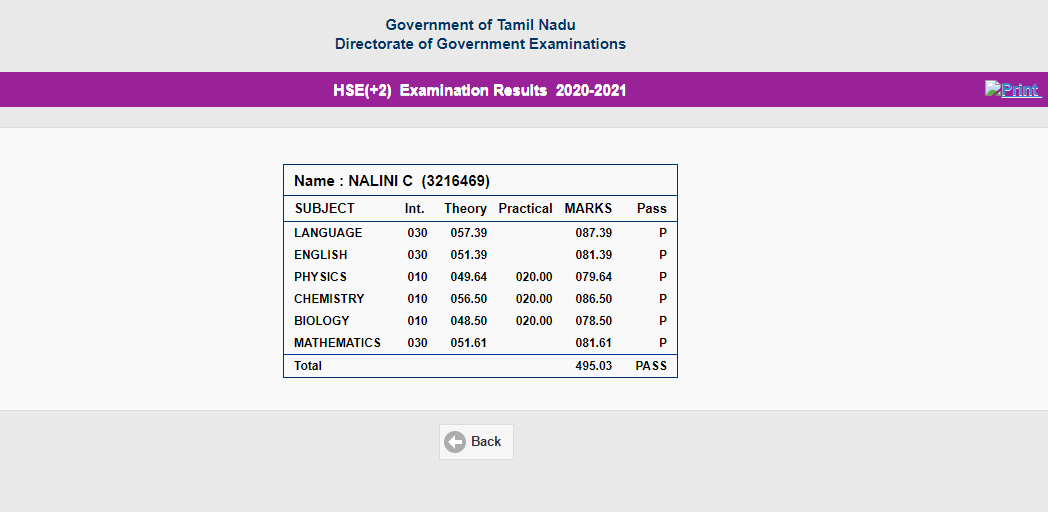 Government of Tamil Nadu
Directorate of Government Examinations
HSE(+2) Examination Results 2020-2021
Print
Name : NALINI C (3216469)
SUBJECT Int. Theory Practical MARKS Pass
LANGUAGE 030 057.39 087.39 P
ENGLISH 030 051.39 081.39 P
PHYSICS 010 049.64 020.00 079.64 P
CHEMISTRY 010 056.50 020.00 086.50 P
BIOLOGY 010 048.50 020.00 078.50 P
MATHEMATICS 030 051.61 081.61 P
Total 495.03 PASS
Back